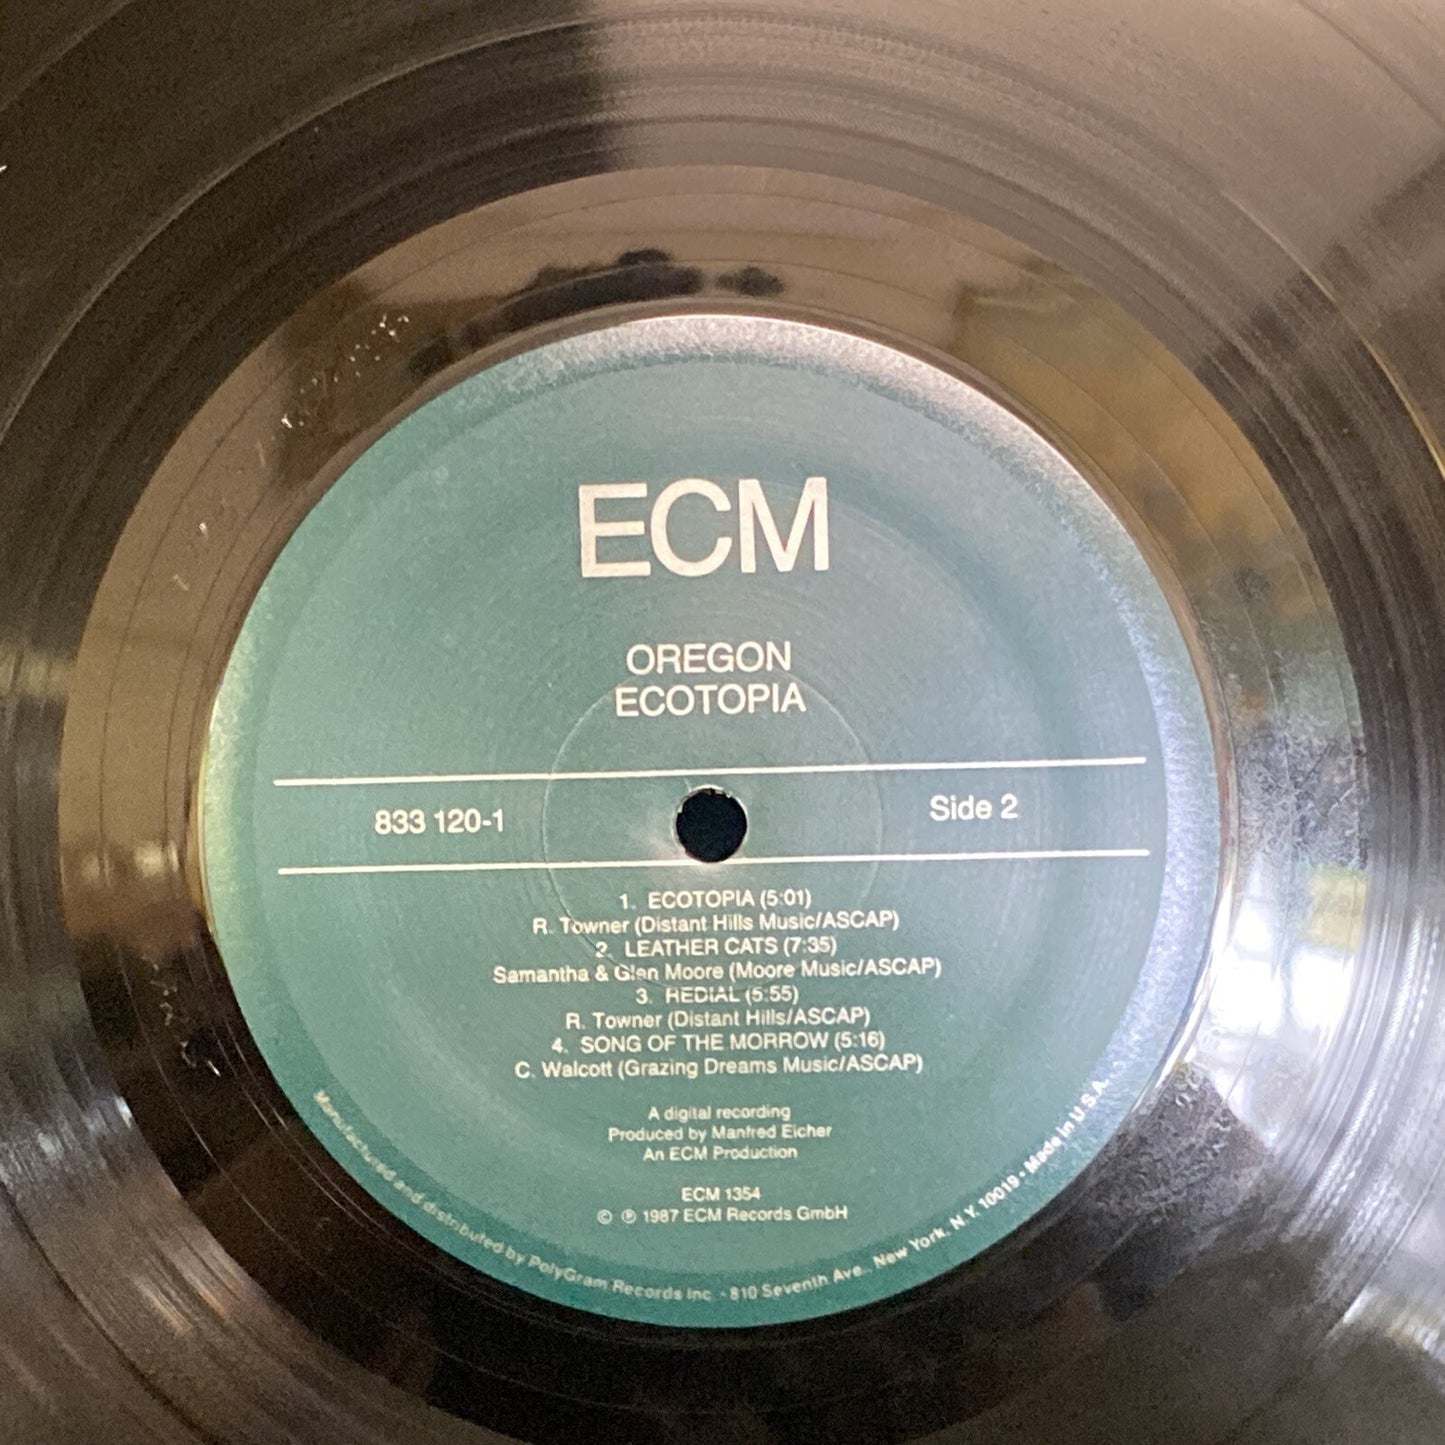 ECM
OREGON
ECOTOPIA
833 120-1
Side 2
1. ECOTOPIA (5:01)
R. Towner (Distant Hills Music/ASCAP)
2. LEATHER CATS (7:35)
Samantha & Glen Moore (Moore Music/ASCAP)
3. REDIAL (5:55)
R. Towner (Distant Hills/ASCAP)
4. SONG OF THE MORROW (5:16)
C. Walcott (Grazing Dreams Music/ASCAP)
A digital recording
Produced by Manfred Eicher
An ECM Production
ECM 1354
© ℗ 1987 ECM Records GmbH
Manufactured and distributed by PolyGram Records Inc. • 810 Seventh Ave., New York, N.Y. 10019 • Made in U.S.A.